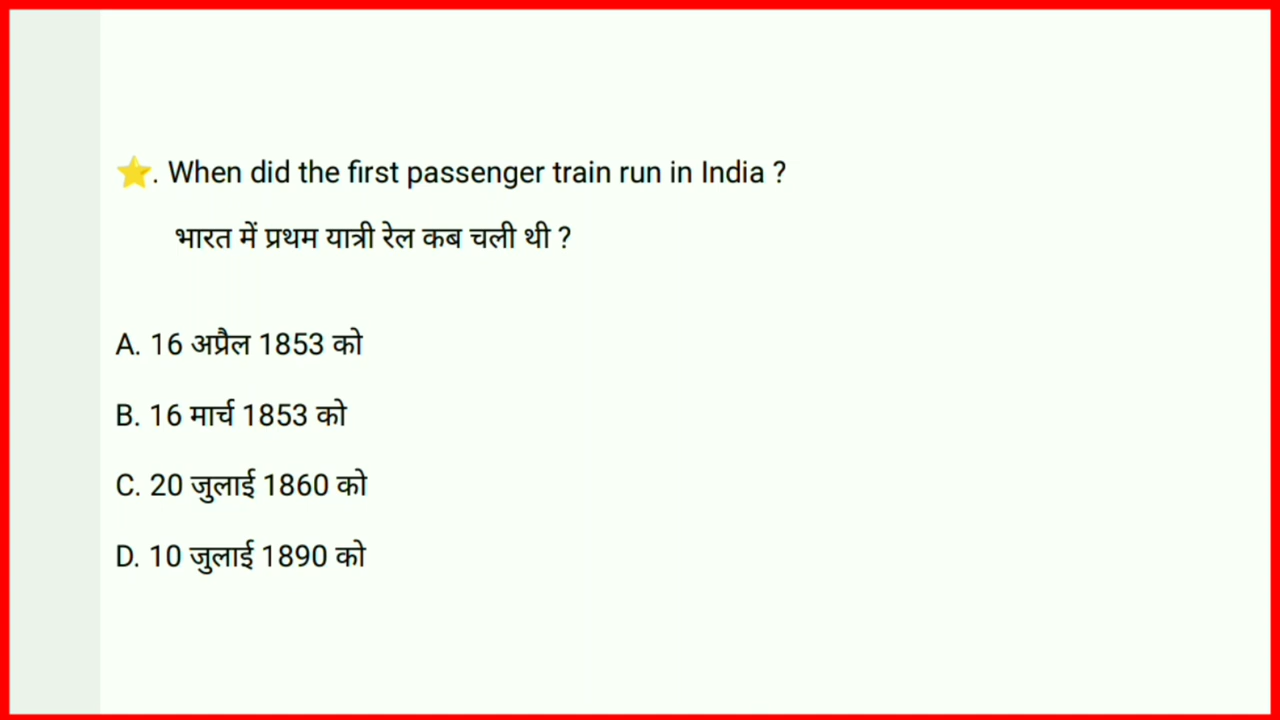 ⭐. When did the first passenger train run in India ?
भारत में प्रथम यात्री रेल कब चली थी ?
A. 16 अप्रैल 1853 को
B. 16 मार्च 1853 को
C. 20 जुलाई 1860 को
D. 10 जुलाई 1890 को